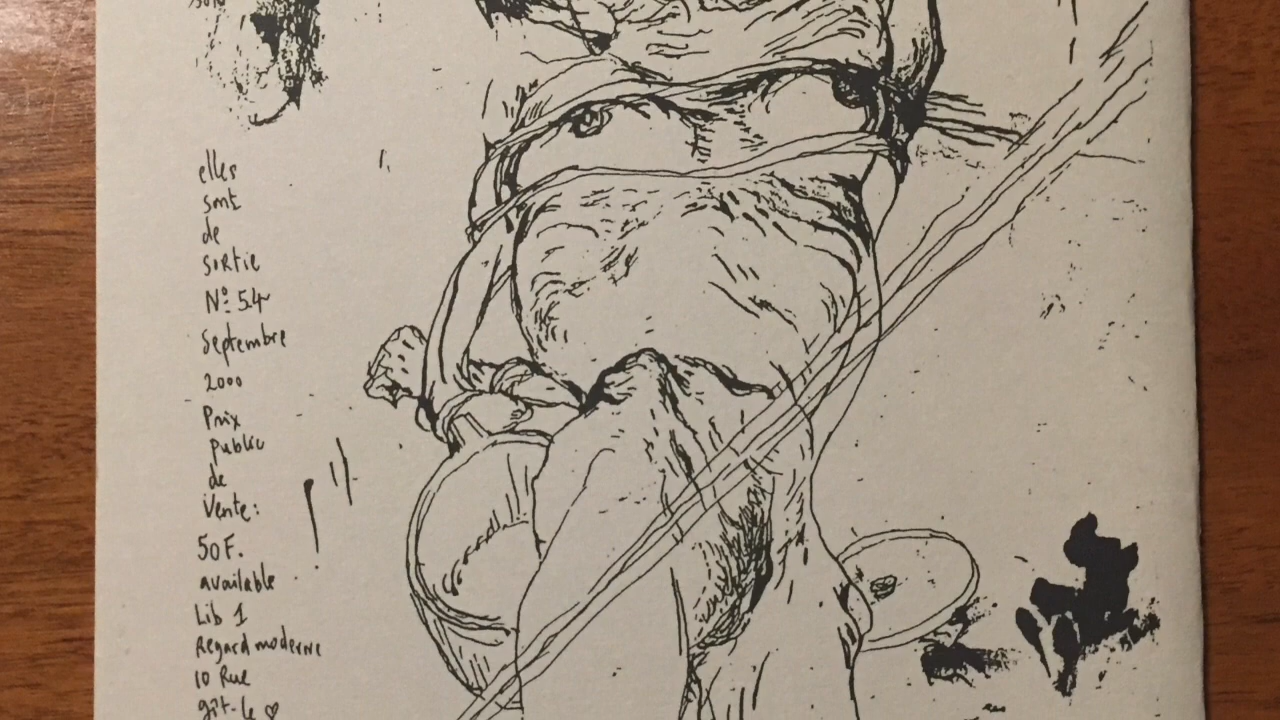 elles
sont
de
sortie
Nº 54
Septembre
2000
Prix
public
de
Vente:
50F.
available
Lib 1
Regard moderne
10 Rue
gît-le ♡